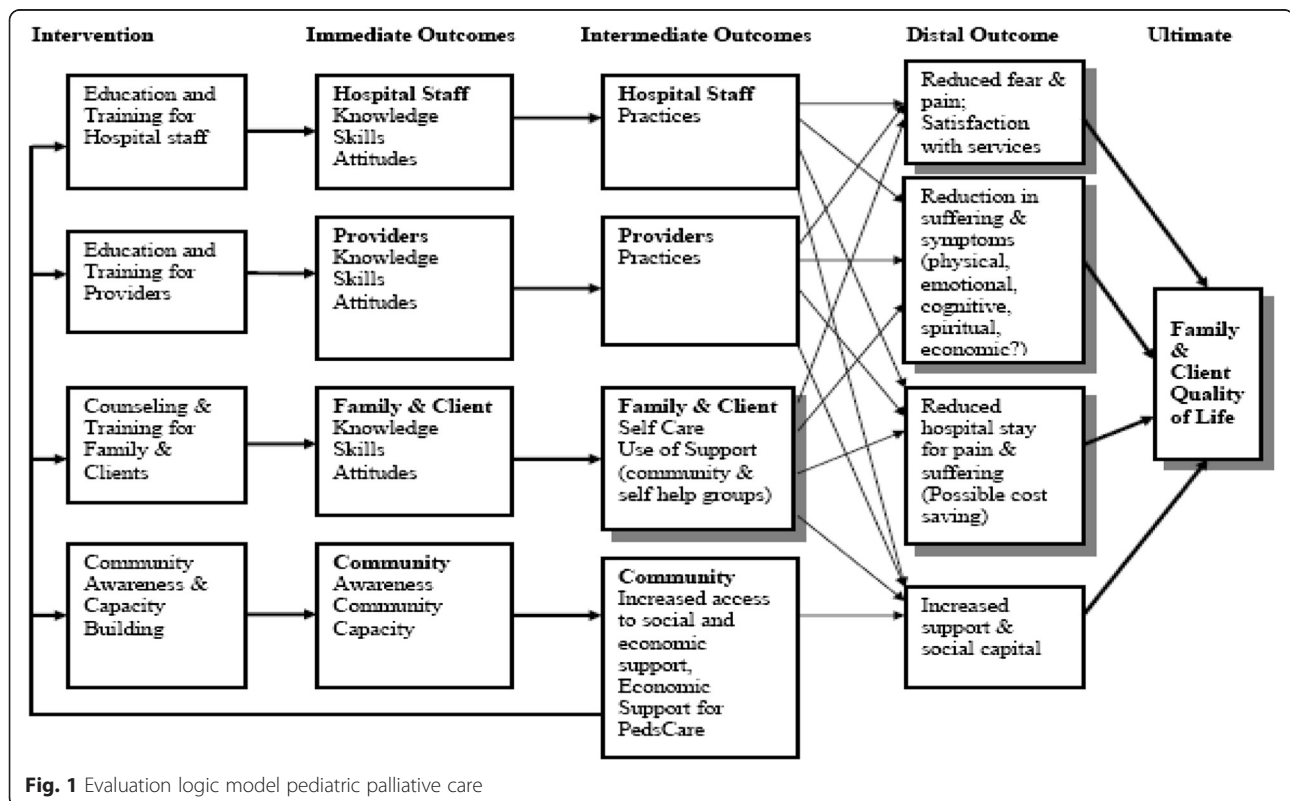 Intervention
Immediate Outcomes
Intermediate Outcomes
Distal Outcome
Ultimate
Education and
Training for
Hospital staff
Hospital Staff
Knowledge
Skills
Attitudes
Hospital Staff
Practices
Reduced fear &
pain;
Satisfaction
with services
Education and
Training for
Providers
Providers
Knowledge
Skills
Attitudes
Providers
Practices
Reduction in
suffering &
symptoms
(physical,
emotional,
cognitive,
spiritual,
economic?)
Counseling &
Training for
Family &
Clients
Family & Client
Knowledge
Skills
Attitudes
Family & Client
Self Care
Use of Support
(community &
self help groups)
Reduced
hospital stay
for pain &
suffering
(Possible cost
saving)
Community
Awareness &
Capacity
Building
Community
Awareness
Community
Capacity
Community
Increased access
to social and
economic
support,
Economic
Support for
PedsCare
Increased
support &
social capital
Family
&
Client
Quality
of Life
Fig. 1 Evaluation logic model pediatric palliative care